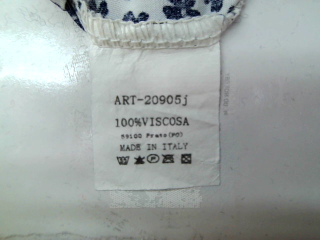 ART-20905j
100%VISCOSA
59100 Prato(PO)
MADE IN ITALY